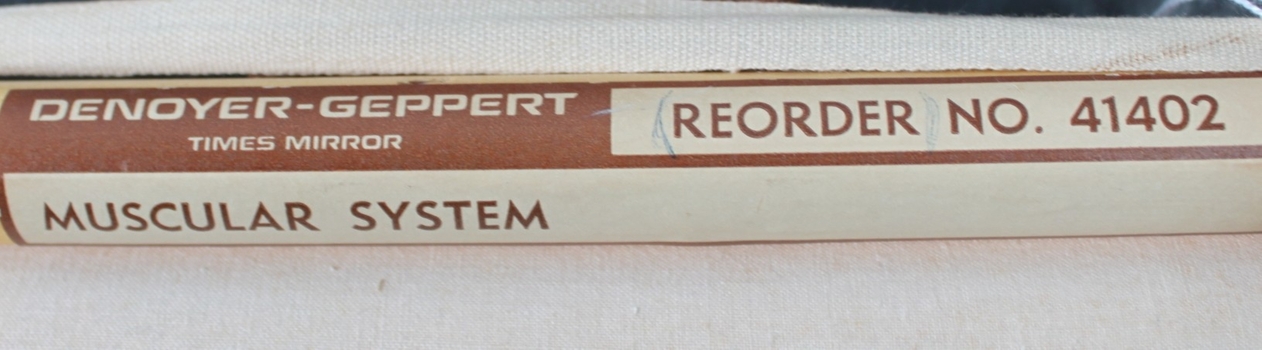 DENOYER-GEPPERT
TIMES MIRROR
(REORDER) NO. 41402
MUSCULAR SYSTEM